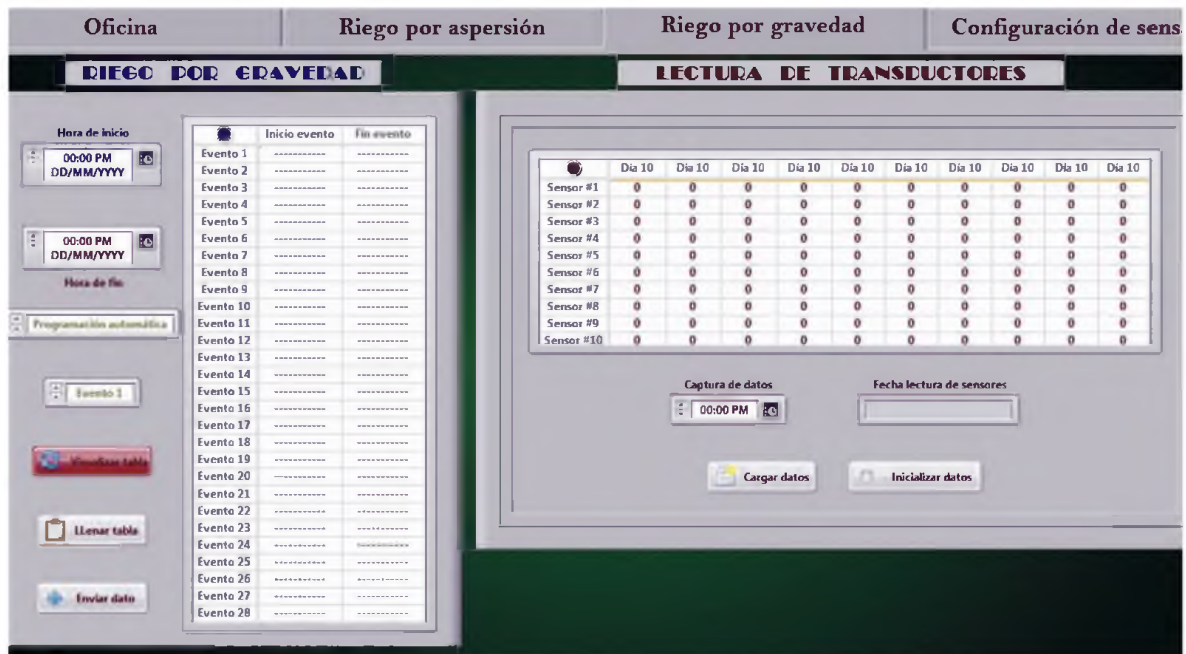 Oficina
Riego por aspersión
Riego por gravedad
Configuración de sens
RIEGO POR GRAVEDAD
LECTURA DE TRANSDUCTORES
Hora de inicio
00:00 PM
DD/MM/YYYY
00:00 PM
DD/MM/YYYY
Hora de fin
Programación automática
Evento 1
Visualizar tabla
LLenar tabla
Enviar dato
Inicio evento Fin evento
Evento 1 ----------- -----------
Evento 2 ----------- -----------
Evento 3 ----------- -----------
Evento 4 ----------- -----------
Evento 5 ----------- -----------
Evento 6 ----------- -----------
Evento 7 ----------- -----------
Evento 8 ----------- -----------
Evento 9 ----------- -----------
Evento 10 ----------- -----------
Evento 11 ----------- -----------
Evento 12 ----------- -----------
Evento 13 ----------- -----------
Evento 14 ----------- -----------
Evento 15 ----------- -----------
Evento 16 ----------- -----------
Evento 17 ----------- -----------
Evento 18 ----------- -----------
Evento 19 ----------- -----------
Evento 20 ----------- -----------
Evento 21 ----------- -----------
Evento 22 ----------- -----------
Evento 23 ----------- -----------
Evento 24 ----------- -----------
Evento 25 ----------- -----------
Evento 26 ----------- -----------
Evento 27 ----------- -----------
Evento 28 ----------- -----------
Día 10 Día 10 Día 10 Día 10 Día 10 Día 10 Día 10 Día 10 Día 10 Día 10
Sensor #1 0 0 0 0 0 0 0 0 0 0
Sensor #2 0 0 0 0 0 0 0 0 0 0
Sensor #3 0 0 0 0 0 0 0 0 0 0
Sensor #4 0 0 0 0 0 0 0 0 0 0
Sensor #5 0 0 0 0 0 0 0 0 0 0
Sensor #6 0 0 0 0 0 0 0 0 0 0
Sensor #7 0 0 0 0 0 0 0 0 0 0
Sensor #8 0 0 0 0 0 0 0 0 0 0
Sensor #9 0 0 0 0 0 0 0 0 0 0
Sensor #10 0 0 0 0 0 0 0 0 0 0
Captura de datos
00:00 PM
Fecha lectura de sensores
Cargar datos
Inicializar datos